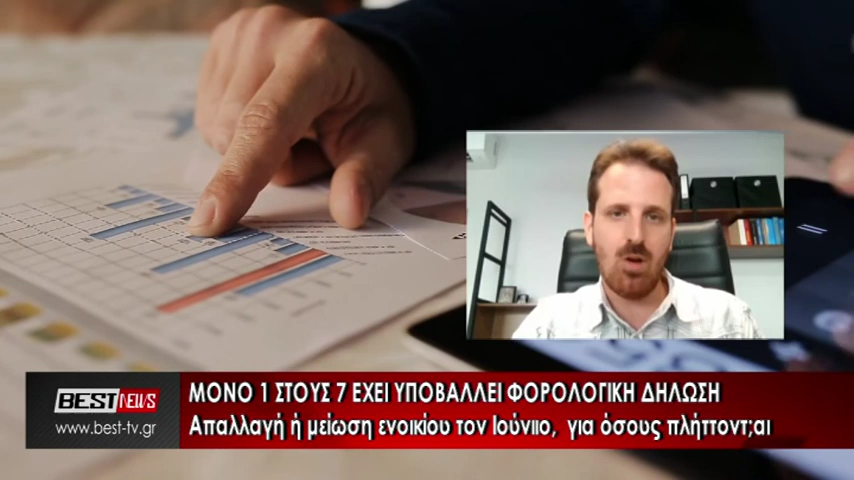 BEST NEWS
www.best-tv.gr
ΜΟΝΟ 1 ΣΤΟΥΣ 7 ΕΧΕΙ ΥΠΟΒΑΛΛΕΙ ΦΟΡΟΛΟΓΙΚΗ ΔΗΛΩΣΗ
Απαλλαγή ή μείωση ενοικίου τον Ιούνιιο, για όσους πλήττοντ;αι